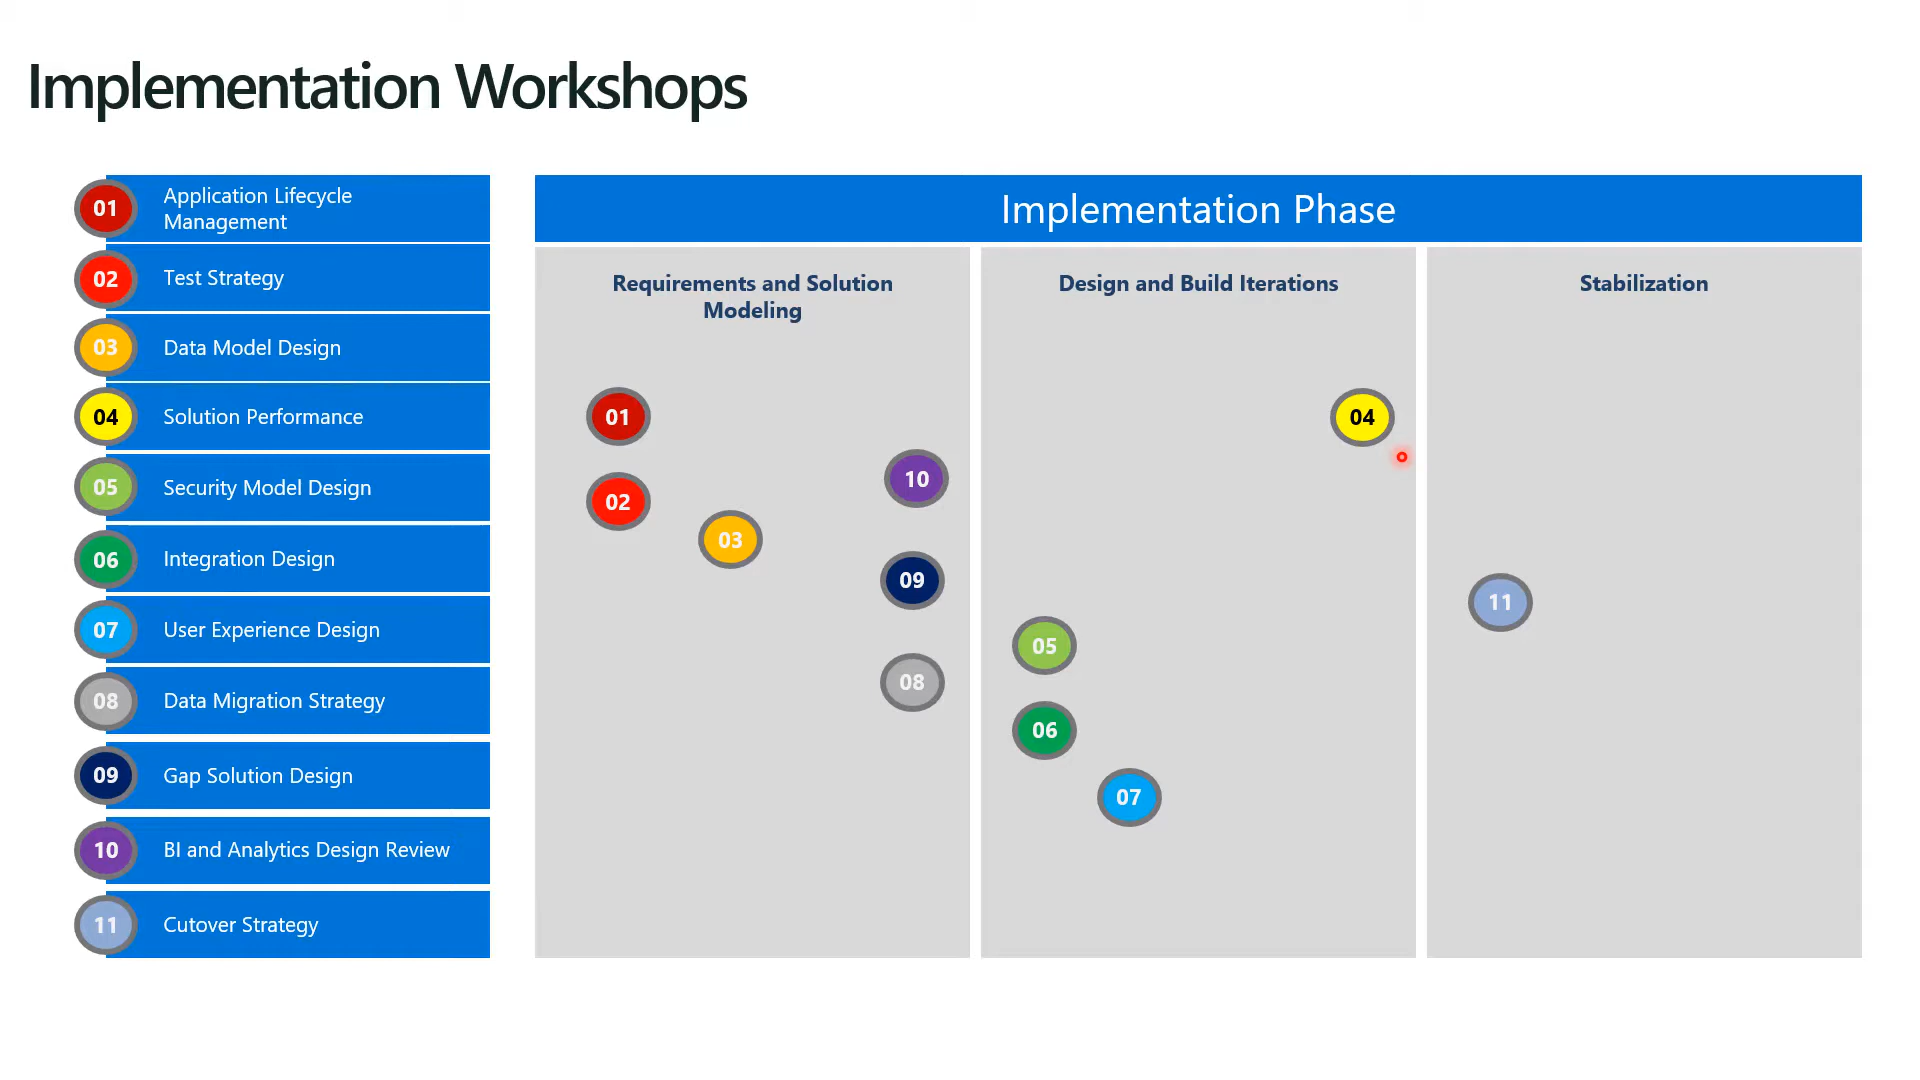 Implementation Workshops
01
Application Lifecycle
Management
02
Test Strategy
03
Data Model Design
04
Solution Performance
05
Security Model Design
06
Integration Design
07
User Experience Design
08
Data Migration Strategy
09
Gap Solution Design
10
BI and Analytics Design Review
11
Cutover Strategy
Implementation Phase
Requirements and Solution
Modeling
01
10
02
03
09
08
Design and Build Iterations
04
05
06
07
Stabilization
11